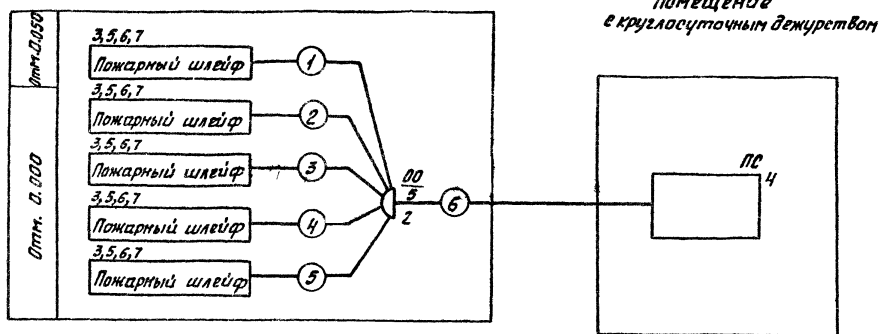 Помещение
с круглосуточным дежурством
Отм.0.050
3,5,6,7
Пожарный шлейф
1
3,5,6,7
Пожарный шлейф
2
Отм. 0.000
3,5,6,7
Пожарный шлейф
3
3,5,6,7
Пожарный шлейф
4
3,5,6,7
Пожарный шлейф
5
00
5
2
6
ПС
4